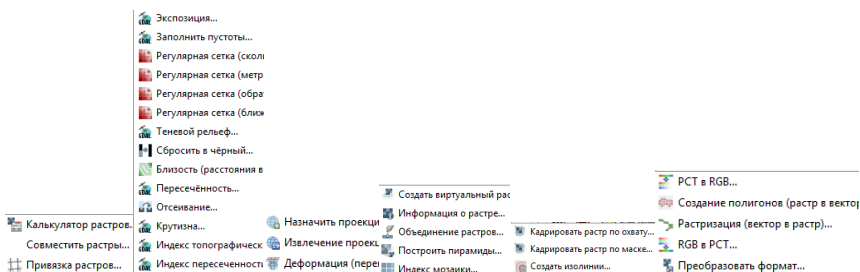 Калькулятор растров...
Совместить растры...
Привязка растров...
Экспозиция...
Заполнить пустоты...
Регулярная сетка (скол
Регулярная сетка (метр
Регулярная сетка (обра
Регулярная сетка (ближ
Теневой рельеф...
Сбросить в чёрный...
Близость (расстояния в
Пересечённость...
Отсеивание...
Крутизна...
Индекс топографическ
Индекс пересеченности
Назначить проекци
Извлечение проекц
Деформация (пере
Создать виртуальный рас
Информация о растре...
Объединение растров...
Построить пирамиды...
Индекс мозаики...
Кадрировать растр по охвату...
Кадрировать растр по маске...
Создать изолинии...
PCT в RGB...
Создание полигонов (растр в вектор
Растризация (вектор в растр)...
RGB в PCT...
Преобразовать формат...